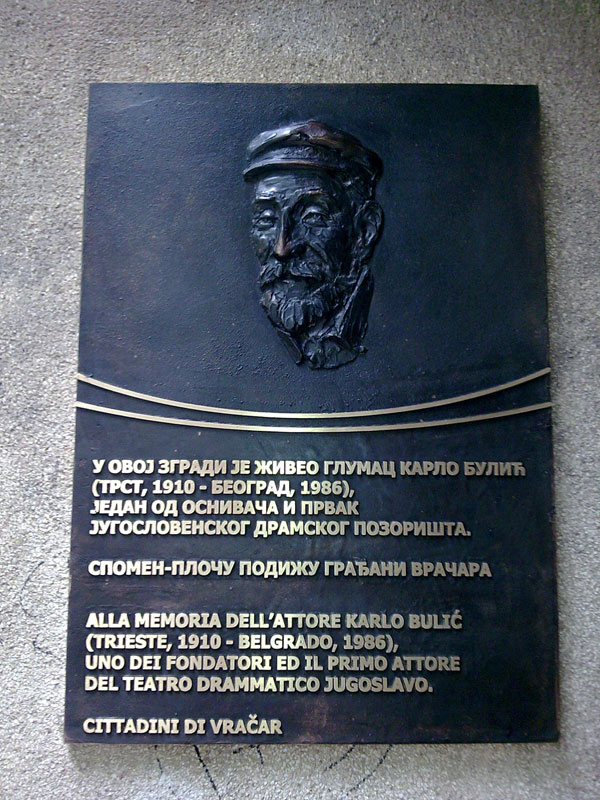 У ОВОЈ ЗГРАДИ ЈЕ ЖИВЕО ГЛУМАЦ КАРЛО БУЛИЋ
(ТРСТ, 1910 - БЕОГРАД, 1986),
ЈЕДАН ОД ОСНИВАЧА И ПРВАК
ЈУГОСЛОВЕНСКОГ ДРАМСКОГ ПОЗОРИШТА.
СПОМЕН-ПЛОЧУ ПОДИЖУ ГРАЂАНИ ВРАЧАРА
ALLA MEMORIA DELL'ATTORE KARLO BULIĆ
(TRIESTE, 1910 - BELGRADO, 1986),
UNO DEI FONDATORI ED IL PRIMO ATTORE
DEL TEATRO DRAMMATICO JUGOSLAVO.
CITTADINI DI VRAČAR